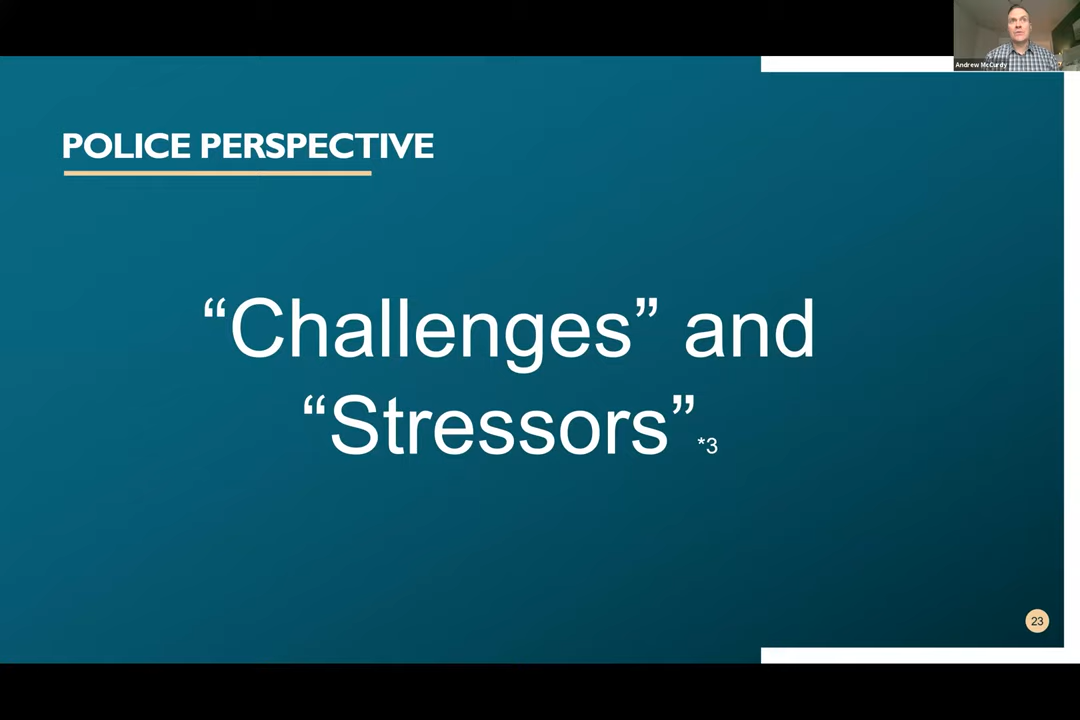 Andrew McCurdy
POLICE PERSPECTIVE
“Challenges” and
“Stressors” *3
23